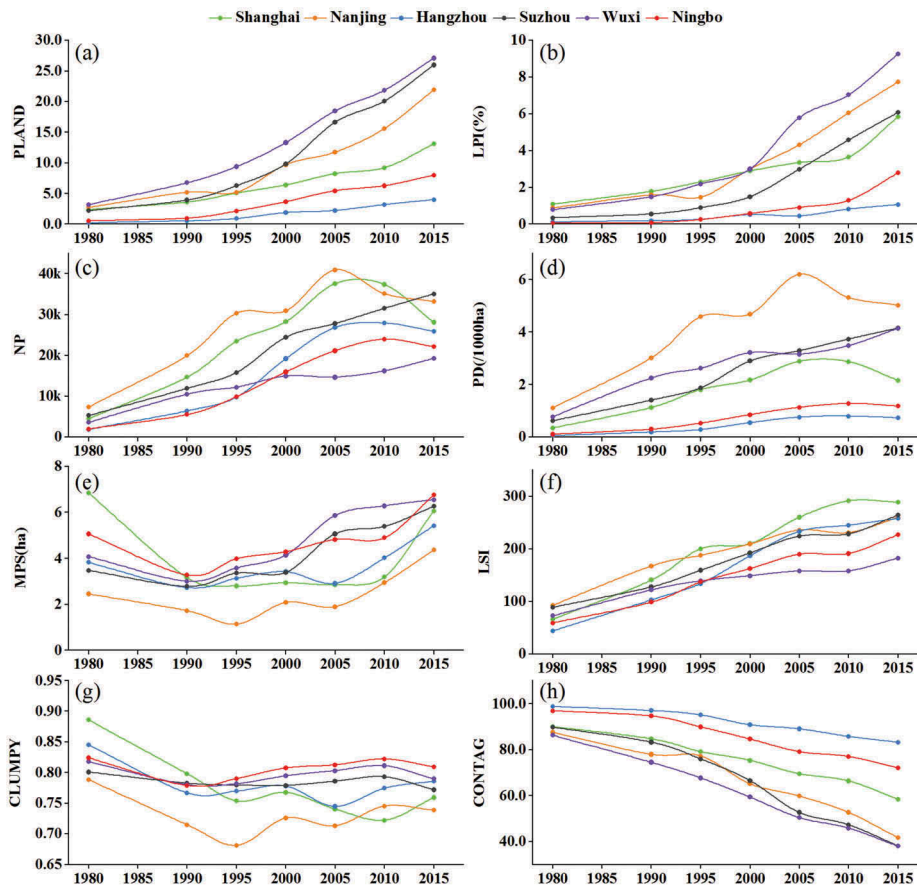 Shanghai Nanjing Hangzhou Suzhou Wuxi Ningbo
(a)
PLAND
30.0
25.0
20.0
15.0
10.0
5.0
0.0
1980 1985 1990 1995 2000 2005 2010 2015
(b)
LPI(%)
10
8
6
4
2
0
1980 1985 1990 1995 2000 2005 2010 2015
(c)
NP
40k
30k
20k
10k
0
1980 1985 1990 1995 2000 2005 2010 2015
(d)
PD(/1000ha)
6
4
2
0
1980 1985 1990 1995 2000 2005 2010 2015
(e)
MPS(ha)
8
6
4
2
0
1980 1985 1990 1995 2000 2005 2010 2015
(f)
LSI
300
200
100
0
1980 1985 1990 1995 2000 2005 2010 2015
(g)
CLUMPY
0.95
0.90
0.85
0.80
0.75
0.70
0.65
1980 1985 1990 1995 2000 2005 2010 2015
(h)
CONTAG
100.0
80.0
60.0
40.0
1980 1985 1990 1995 2000 2005 2010 2015